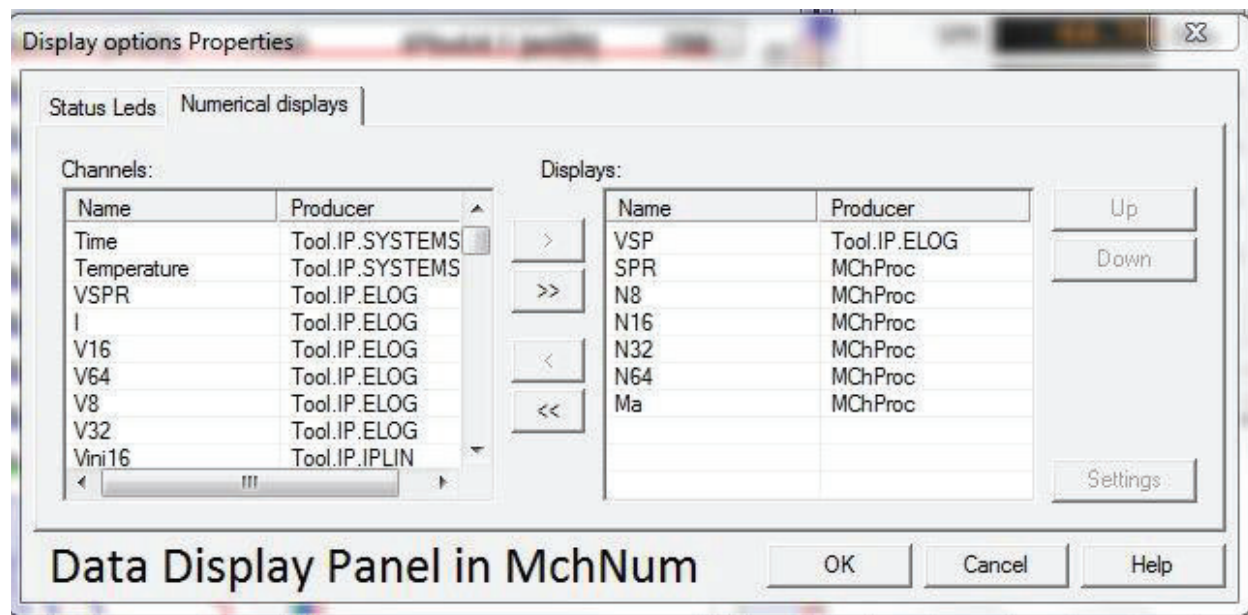 Display options Properties
Status Leds Numerical displays
Channels: Displays:
Name Producer Name Producer Up
Time Tool.IP.SYSTEMS > VSP Tool.IP.ELOG
Temperature Tool.IP.SYSTEMS SPR MChProc Down
VSPR Tool.IP.ELOG >> N8 MChProc
I Tool.IP.ELOG N16 MChProc
V16 Tool.IP.ELOG < N32 MChProc
V64 Tool.IP.ELOG N64 MChProc
V8 Tool.IP.ELOG << Ma MChProc
V32 Tool.IP.ELOG
Vini16 Tool.IP.IPLIN
Settings
Data Display Panel in MchNum OK Cancel Help